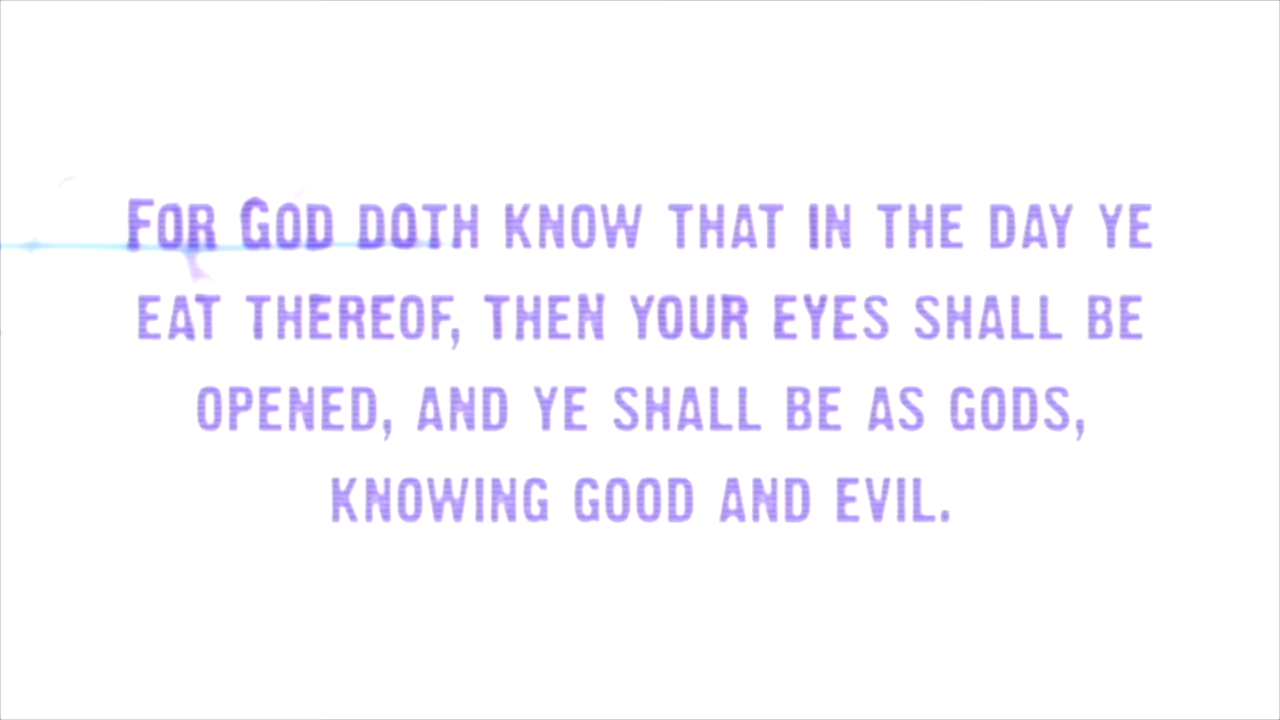 For God doth know that in the day ye
eat thereof, then your eyes shall be
opened, and ye shall be as gods,
knowing good and evil.